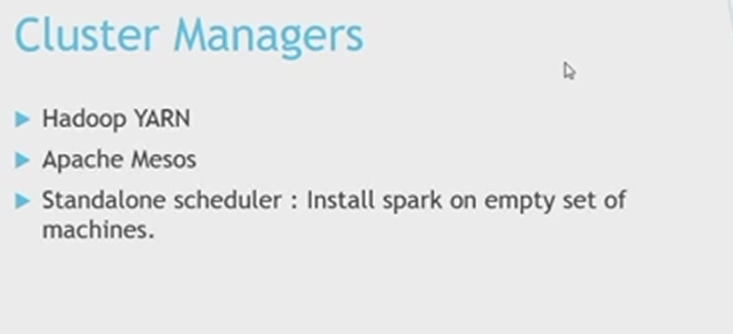 Cluster Managers
Hadoop YARN
Apache Mesos
Standalone scheduler : Install spark on empty set of
machines.